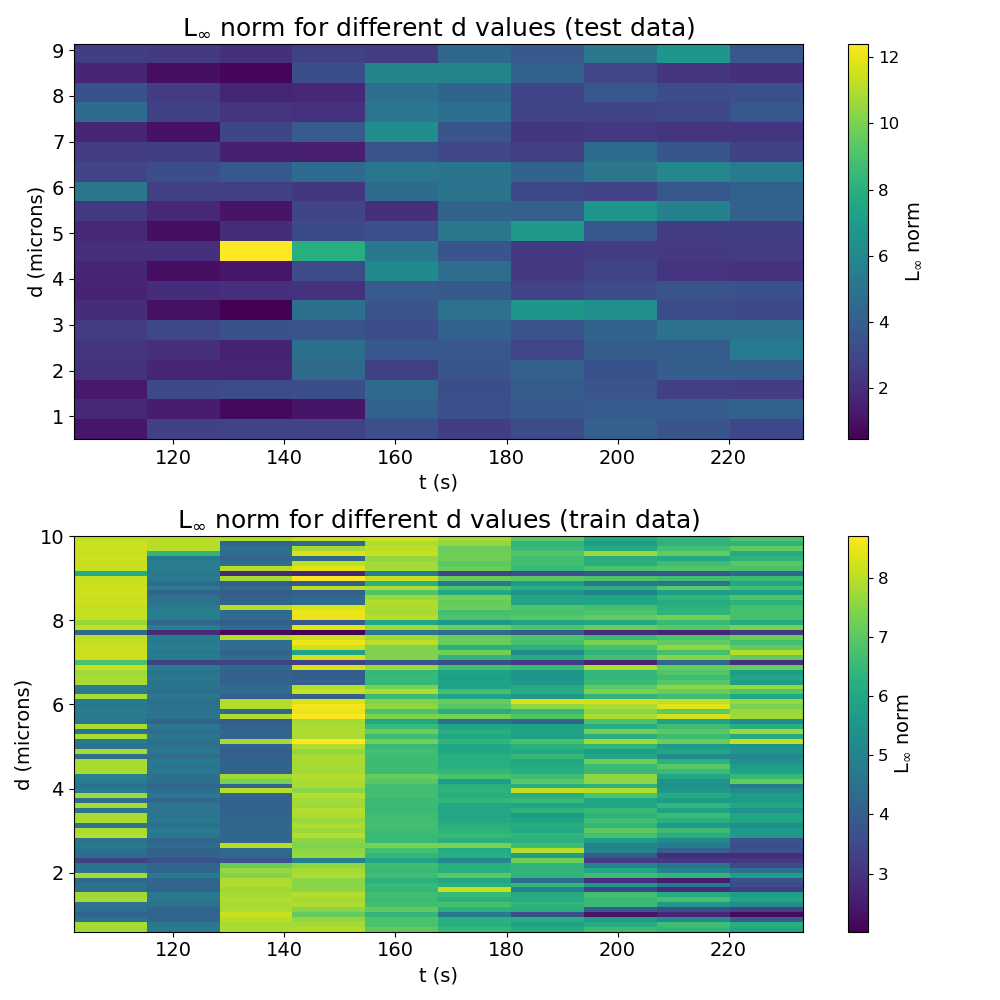 L∞ norm for different d values (test data)
9
8
7
6
5
4
3
2
1
d (microns)
120 140 160 180 200 220
t (s)
12
10
8
6
4
2
L∞ norm
L∞ norm for different d values (train data)
10
8
6
4
2
d (microns)
120 140 160 180 200 220
t (s)
8
7
6
5
4
3
L∞ norm